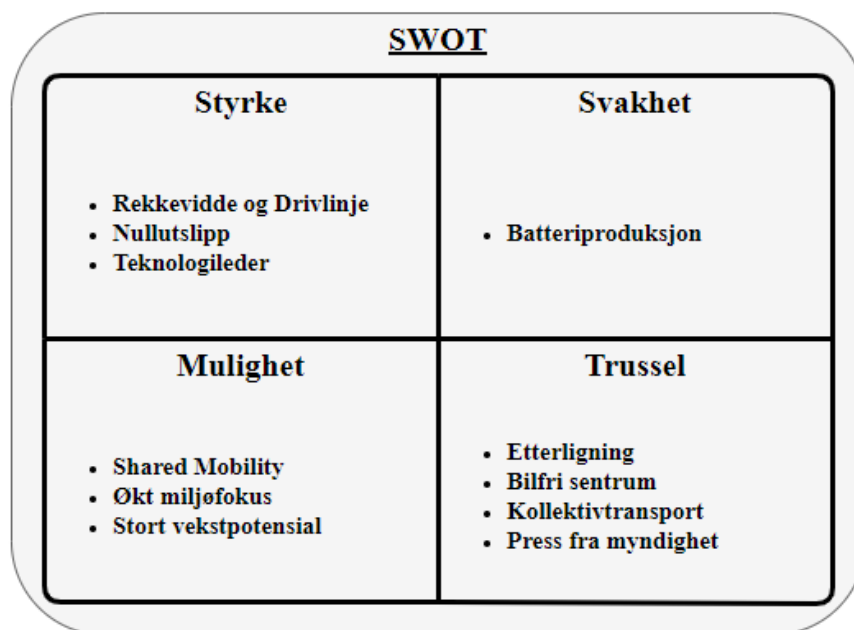 SWOT
Styrke
Rekkevidde og Drivlinje
Nullutslipp
Teknologileder
Svakhet
Batteriproduksjon
Mulighet
Shared Mobility
Økt miljøfokus
Stort vekstpotensial
Trussel
Etterligning
Bilfri sentrum
Kollektivtransport
Press fra myndighet